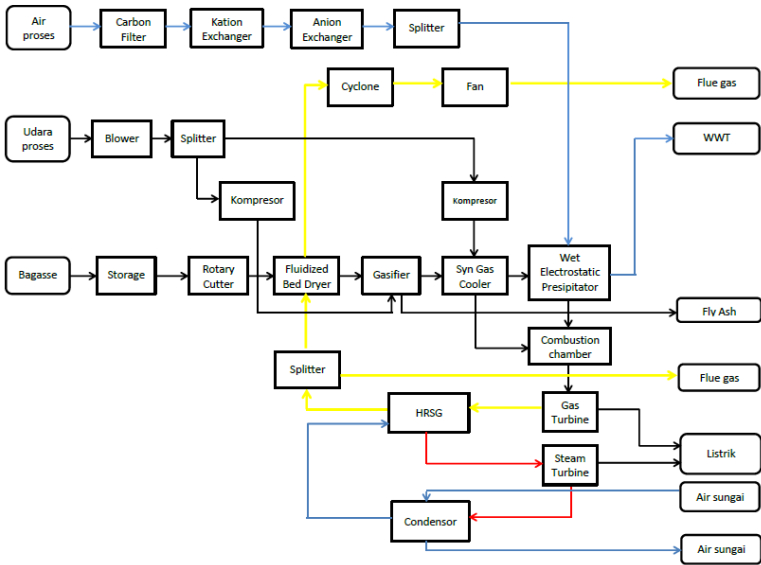 Air
proses
Carbon
Filter
Kation
Exchanger
Anion
Exchanger
Splitter
Cyclone
Fan
Flue gas
Udara
proses
Blower
Splitter
WWT
Kompresor
Kompresor
Bagasse
Storage
Rotary
Cutter
Fluidized
Bed Dryer
Gasifier
Syn Gas
Cooler
Wet
Electrostatic
Presipitator
Fly Ash
Combustion
chamber
Splitter
Flue gas
HRSG
Gas
Turbine
Listrik
Steam
Turbine
Air sungai
Condensor
Air sungai